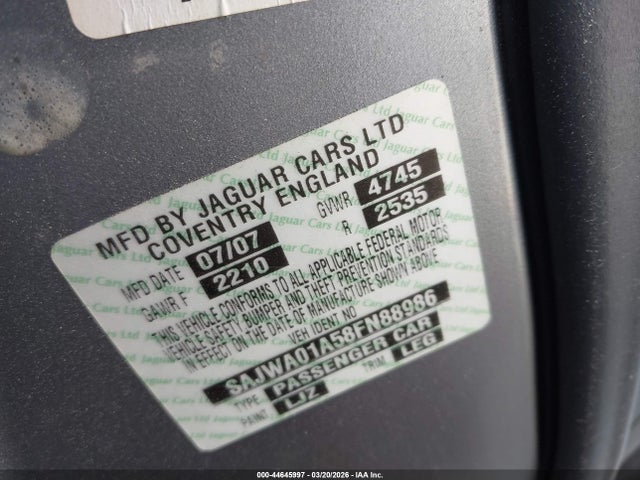 MFD BY JAGUAR CARS LTD
COVENTRY ENGLAND
MFD DATE 07/07 GVWR 4745
GAWR F 2210 R 2535
THIS VEHICLE CONFORMS TO ALL APPLICABLE FEDERAL MOTOR
VEHICLE SAFETY BUMPER AND THEFT PREVENTION STANDARDS
IN EFFECT ON THE DATE OF MANUFACTURE SHOWN ABOVE
VEH IDENT NO
SAJWA01A58FN88986
TYPE PASSENGER CAR
PAINT LJZ TRIM LEG
000-44645997 - 03/20/2026 - IAA Inc.